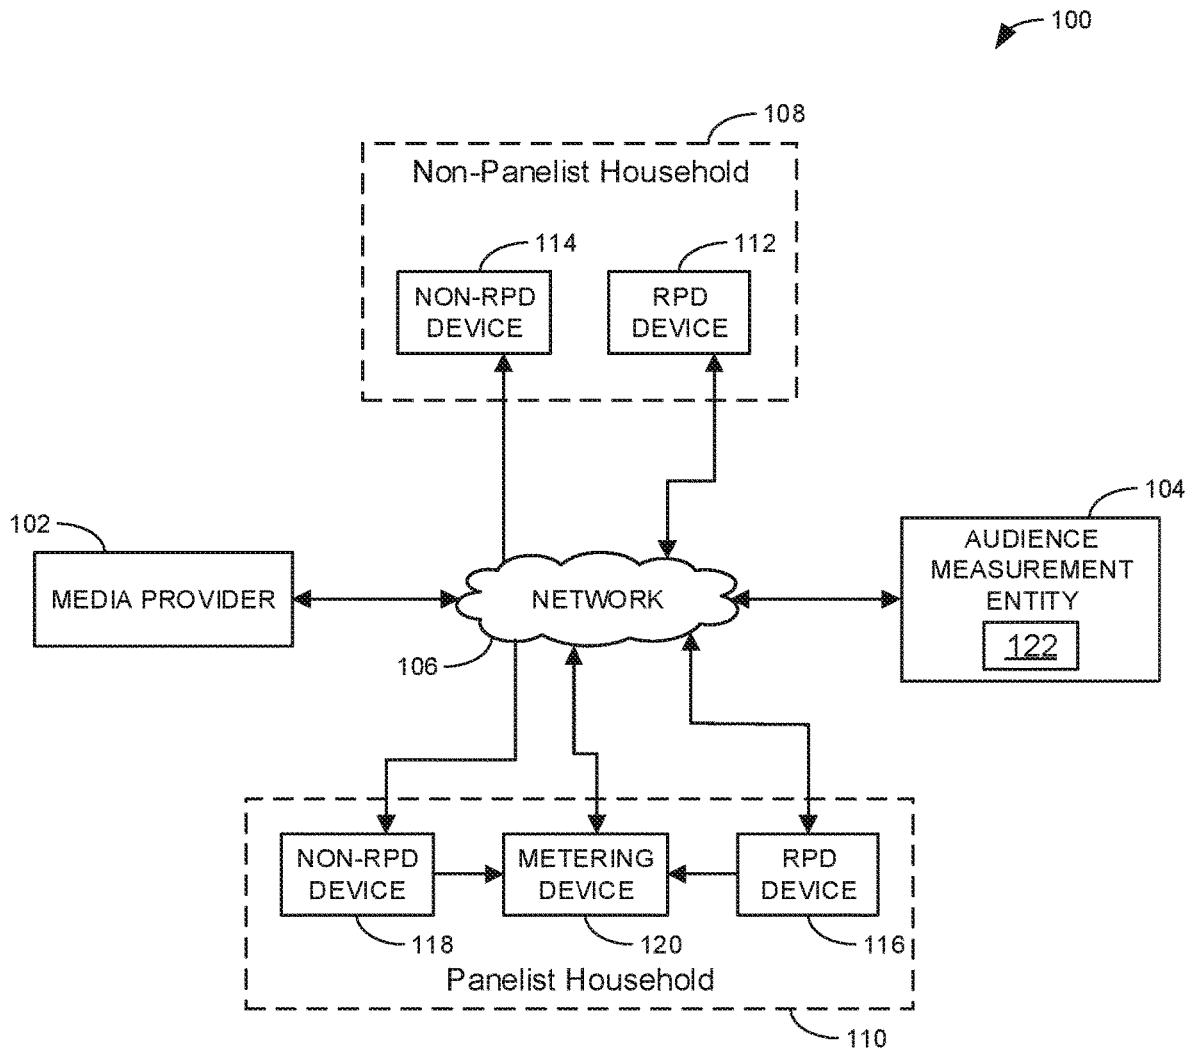 100
108
Non-Panelist Household
114
112
NON-RPD
DEVICE
RPD
DEVICE
102
104
MEDIA PROVIDER
NETWORK
106
AUDIENCE
MEASUREMENT
ENTITY
122
NON-RPD
DEVICE
METERING
DEVICE
RPD
DEVICE
118
120
116
Panelist Household
110